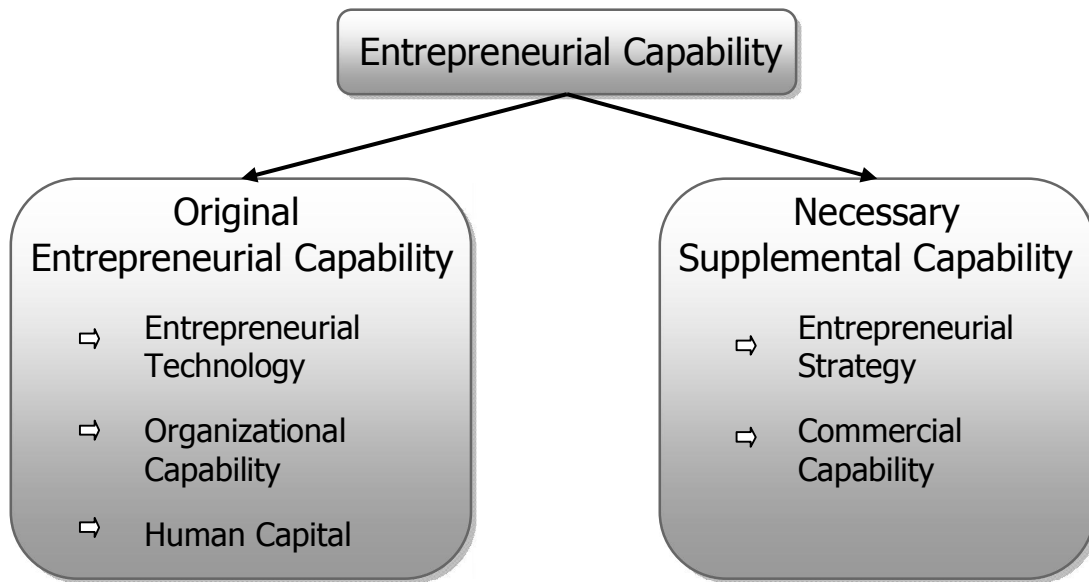 Entrepreneurial Capability
Original
Entrepreneurial Capability
Entrepreneurial
Technology
Organizational
Capability
Human Capital
Necessary
Supplemental Capability
Entrepreneurial
Strategy
Commercial
Capability